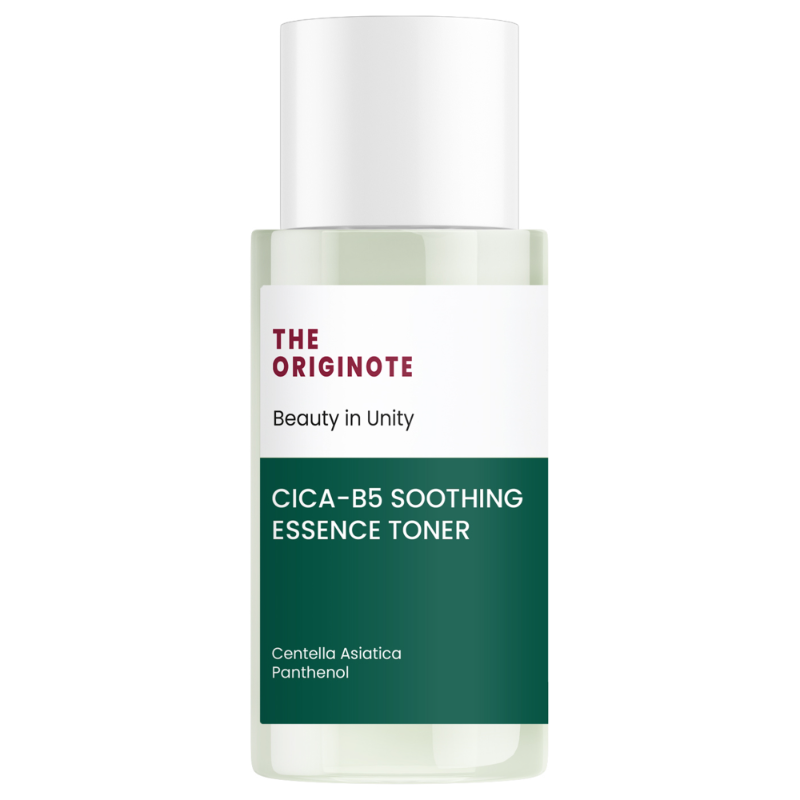 THE
ORIGINOTE
Beauty in Unity
CICA-B5 SOOTHING
ESSENCE TONER
Centella Asiatica
Panthenol